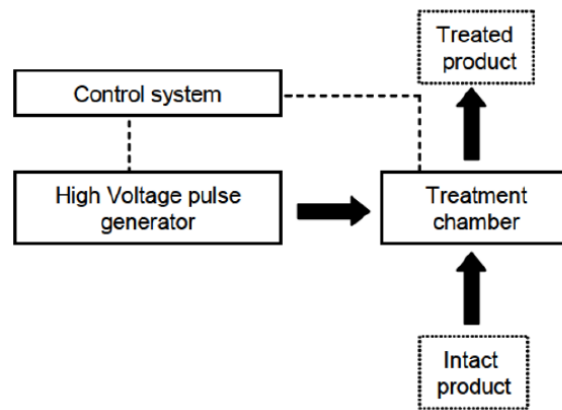 Treated
product
Control system
High Voltage pulse
generator
Treatment
chamber
Intact
product